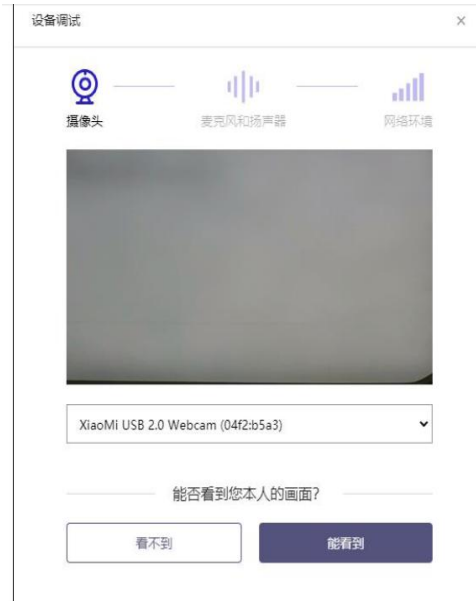 设备调试
摄像头
麦克风和扬声器
网络环境
XiaoMi USB 2.0 Webcam (04f2:b5a3)
能否看到您本人的画面?
看不到
能看到